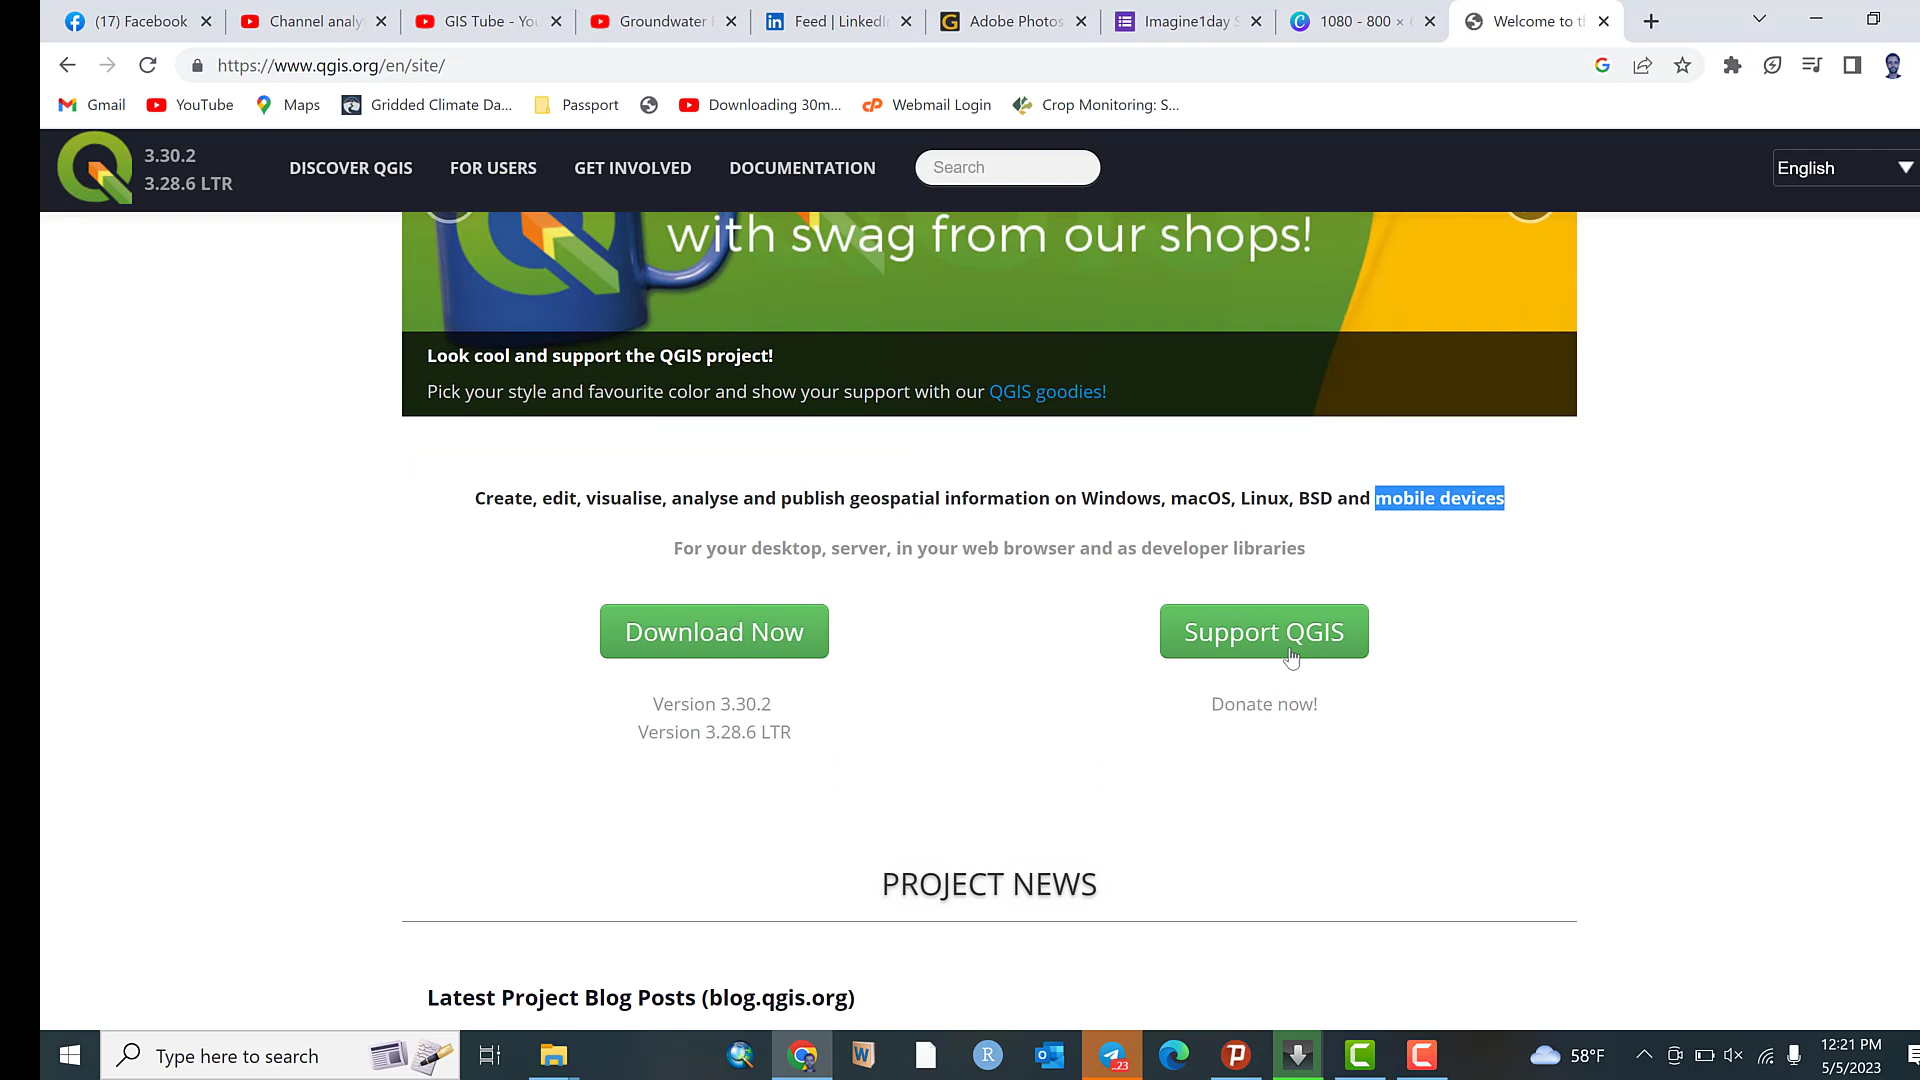 (17) Facebook
Channel analy
GIS Tube - You
Groundwater
Feed | LinkedI
Adobe Photos
Imagine1day S
1080 - 800 ×
Welcome to t
https://www.qgis.org/en/site/
Gmail
YouTube
Maps
Gridded Climate Da...
Passport
Downloading 30m...
Webmail Login
Crop Monitoring: S...
3.30.2
3.28.6 LTR
DISCOVER QGIS
FOR USERS
GET INVOLVED
DOCUMENTATION
Search
English
with swag from our shops!
Look cool and support the QGIS project!
Pick your style and favourite color and show your support with our QGIS goodies!
Create, edit, visualise, analyse and publish geospatial information on Windows, macOS, Linux, BSD and mobile devices
For your desktop, server, in your web browser and as developer libraries
Download Now
Support QGIS
Version 3.30.2
Version 3.28.6 LTR
Donate now!
PROJECT NEWS
Latest Project Blog Posts (blog.qgis.org)
Type here to search
..23
58°F
12:21 PM
5/5/2023